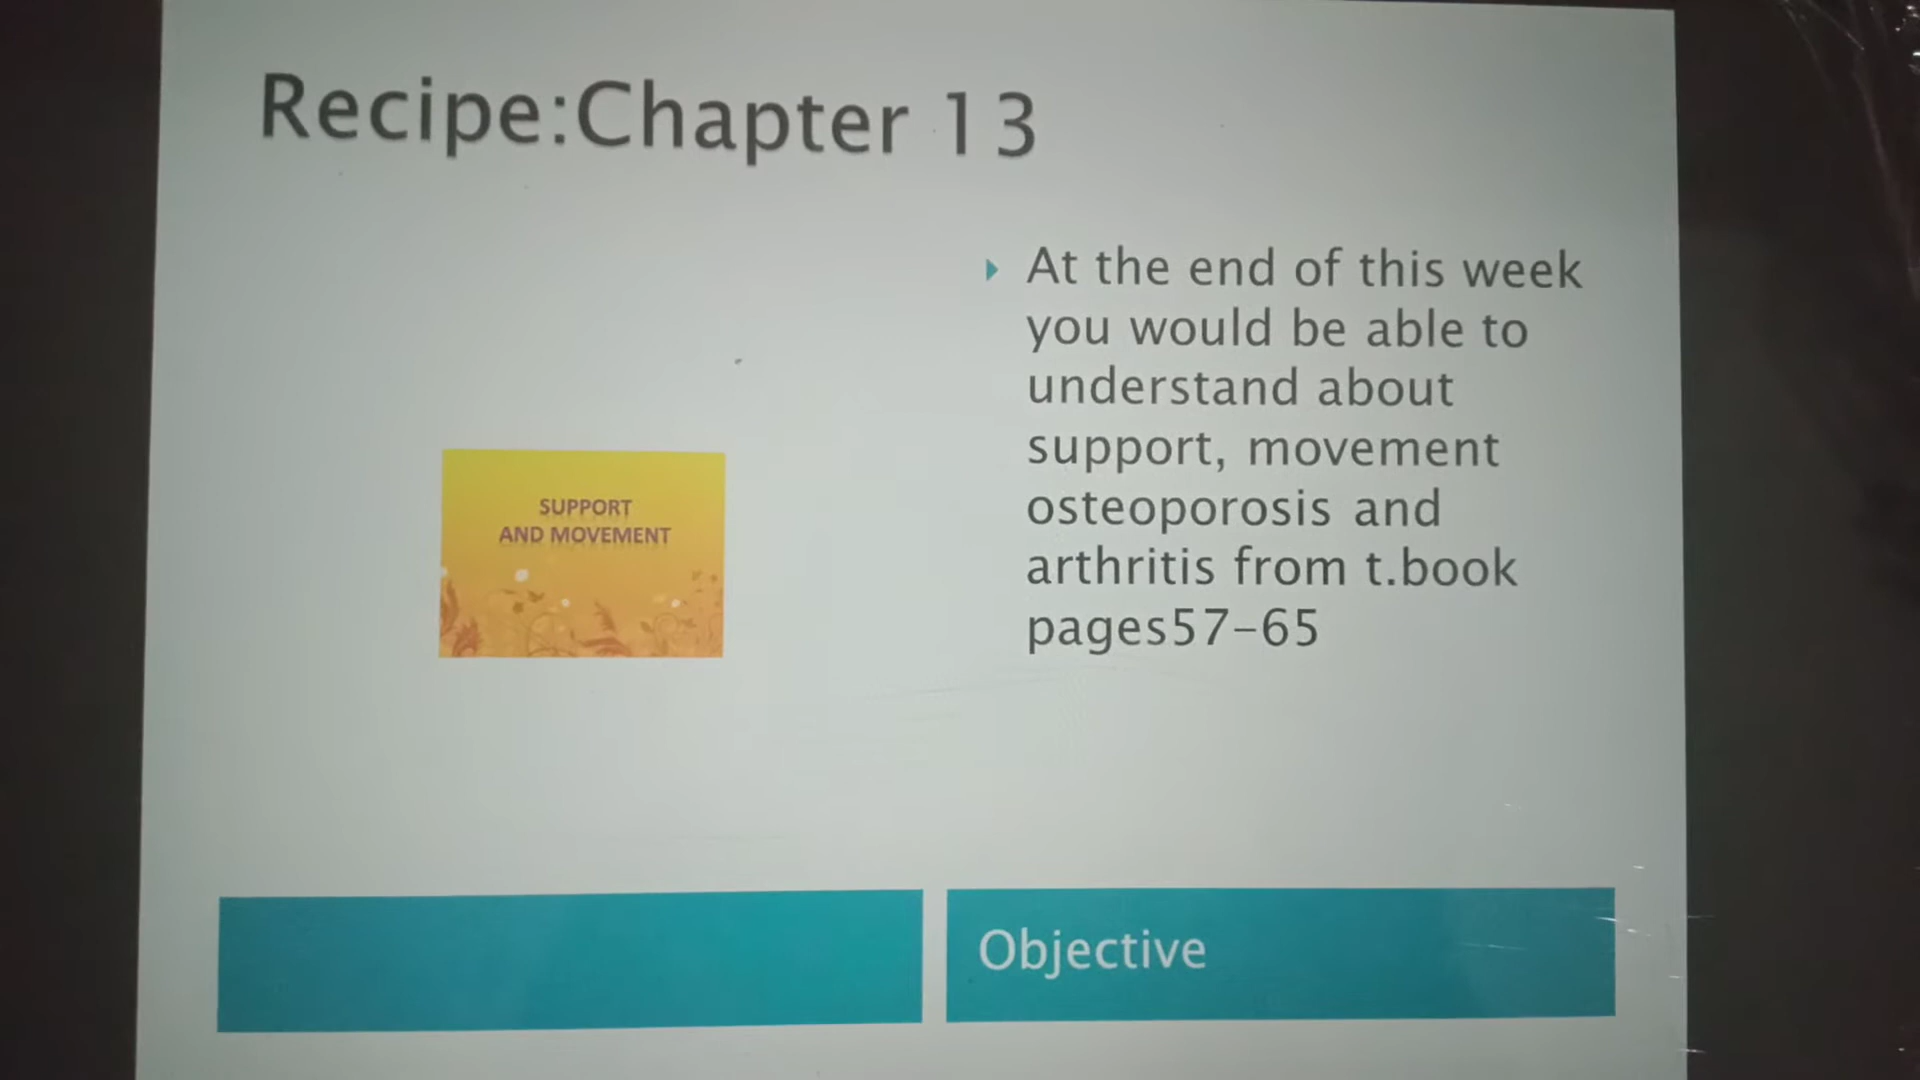 Recipe:Chapter 13
At the end of this week
you would be able to
understand about
support, movement
osteoporosis and
arthritis from t.book
pages57-65
SUPPORT
AND MOVEMENT
Objective